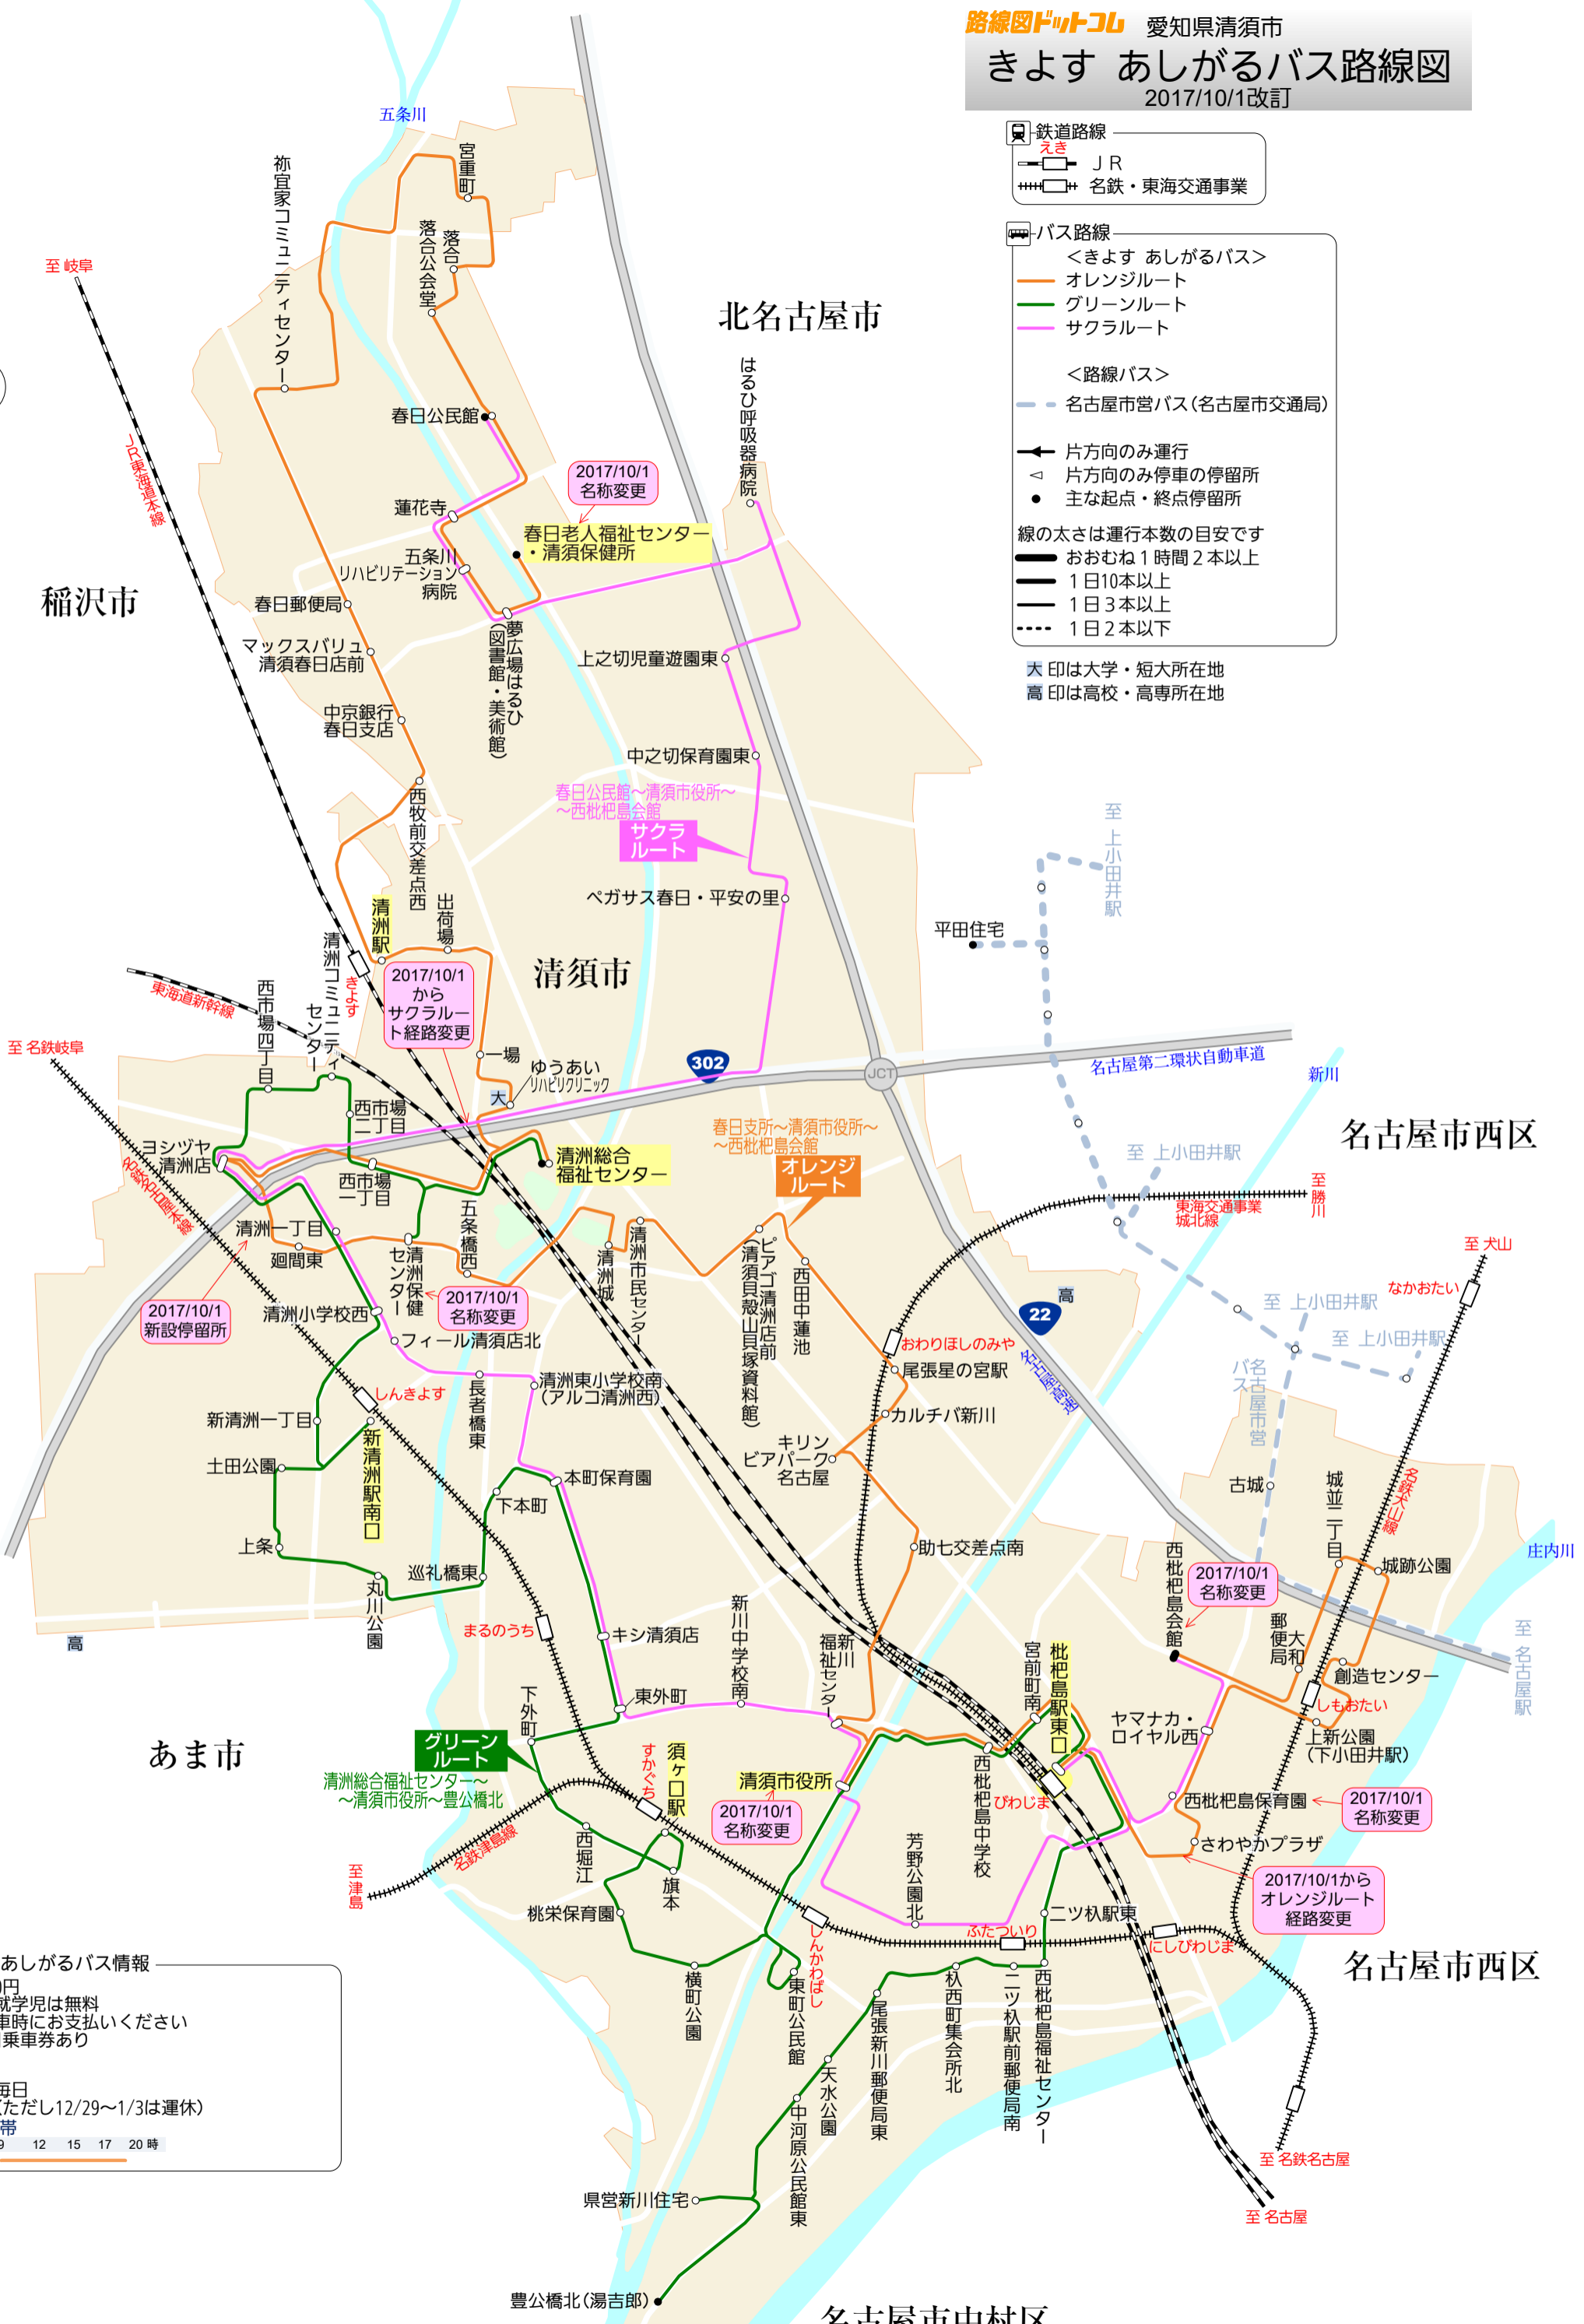 路線図ドットコム 愛知県清須市
きよす あしがるバス路線図
2017/10/1改訂
鉄道路線
えき
ＪＲ
名鉄・東海交通事業
バス路線
＜きよす あしがるバス＞
オレンジルート
グリーンルート
サクラルート
＜路線バス＞
名古屋市営バス(名古屋市交通局)
片方向のみ運行
片方向のみ停車の停留所
主な起点・終点停留所
線の太さは運行本数の目安です
おおむね１時間２本以上
１日10本以上
１日３本以上
１日２本以下
大 印は大学・短大所在地
高 印は高校・高専所在地
五条川
宮重町
祢宜家コミュニティセンター
落合公会堂
落合
至 岐阜
北名古屋市
はるひ呼吸器病院
春日公民館
ＪＲ東海道本線
2017/10/1
名称変更
蓮花寺
春日老人福祉センター
・清須保健所
五条川
リハビリテーション
病院
稲沢市
春日郵便局
夢広場はるひ
(図書館・美術館)
マックスバリュ
清須春日店前
上之切児童遊園東
中京銀行
春日支店
中之切保育園東
西牧前交差点西
春日公民館～清須市役所～
～西枇杷島会館
サクラ
ルート
至 上小田井駅
ペガサス春日・平安の里
清洲駅
出荷場
平田住宅
清洲コミュニティ
センター
きよす
2017/10/1
から
サクラルー
ト経路変更
清須市
西市場四丁目
東海道新幹線
至 名鉄岐阜
一場
302
JCT
名古屋第二環状自動車道
新川
ゆうあい
リハビリクリニック
大
西市場
二丁目
春日支所～清須市役所～
～西枇杷島会館
オレンジ
ルート
名古屋市西区
至 上小田井駅
ヨシヅヤ
清洲店
名鉄名古屋本線
西市場
一丁目
清洲総合
福祉センター
至 勝川
東海交通事業
城北線
清洲一丁目
廻間東
五条橋西
清洲保健
センター
清洲城
清洲市民センター
ピアゴ清洲店前
(清須貝殻山貝塚資料館)
西田中蓮池
至 犬山
なかおたい
高
22
2017/10/1
新設停留所
清洲小学校西
2017/10/1
名称変更
至 上小田井駅
至 上小田井駅
フィール清須店北
おわりほしのみや
尾張星の宮駅
名古屋高速
名古屋市営
バス
しんきよす
長者橋東
清洲東小学校南
(アルコ清洲西)
新清洲一丁目
カルチバ新川
新清洲駅南口
キリン
ビアパーク
名古屋
土田公園
本町保育園
下本町
古城
城並二丁目
名鉄犬山線
上条
助七交差点南
庄内川
巡礼橋東
丸川公園
西枇杷島会館
2017/10/1
名称変更
城跡公園
高
まるのうち
キシ清須店
新川中学校南
新川
福祉センター
宮前町南
枇杷島駅東口
大和
郵便局
創造センター
至 名古屋駅
下外町
東外町
ヤマナカ・
ロイヤル西
しもおたい
上新公園
(下小田井駅)
あま市
グリーン
ルート
清洲総合福祉センター～
～清須市役所～豊公橋北
すかぐち
須ヶ口駅
清須市役所
2017/10/1
名称変更
西枇杷島中学校
びわじま
西枇杷島保育園
2017/10/1
名称変更
さわやかプラザ
名鉄津島線
至 津島
西堀江
旗本
芳野公園北
2017/10/1から
オレンジルート
経路変更
桃栄保育園
二ツ杁駅東
ふたついり
にしびわじま
しんかわばし
名古屋市西区
横町公園
東町公民館
尾張新川郵便局東
杁西町集会所北
二ツ杁駅前郵便局南
西枇杷島福祉センター
天水公園
中河原公民館東
あしがるバス情報
円
就学児は無料
車時にお支払いください
乗車券あり
毎日
(ただし12/29～1/3は運休)
帯
9 12 15 17 20 時
県営新川住宅
至 名鉄名古屋
至 名古屋
豊公橋北(湯吉郎)
名古屋市中村区